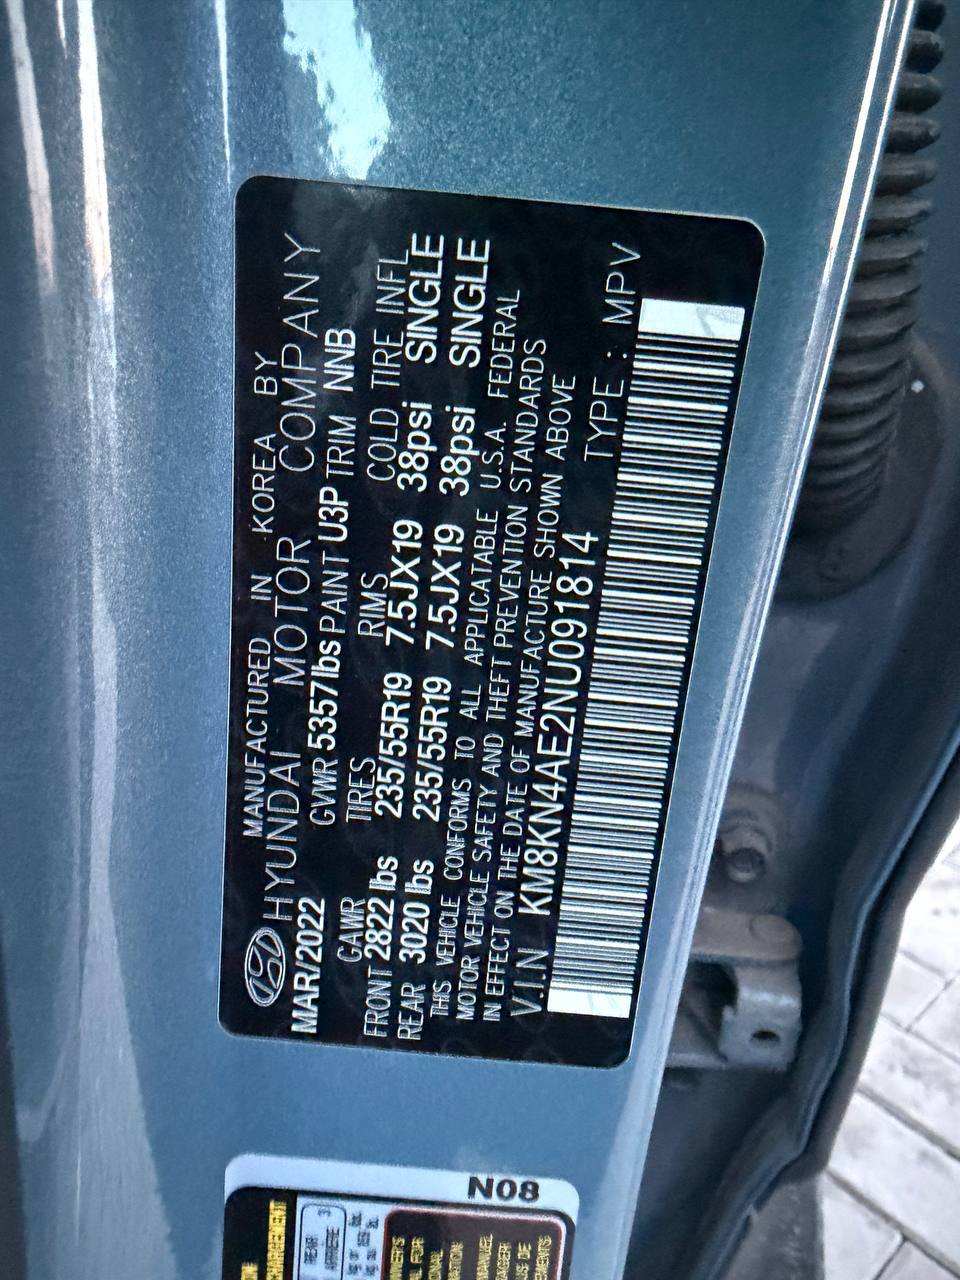 MANUFACTURED IN KOREA BY
HYUNDAI MOTOR COMPANY
MAR/2022 GVWR 5357lbs PAINT U3P TRIM NNB
GAWR TIRES RIMS COLD TIRE INFL
FRONT 2822 lbs 235/55R19 7.5JX19 38psi SINGLE
REAR 3020 lbs 235/55R19 7.5JX19 38psi SINGLE
THIS VEHICLE CONFORMS TO ALL APPLICATABLE U.S.A. FEDERAL
MOTOR VEHICLE SAFETY AND THEFT PREVENTION STANDARDS
IN EFFECT ON THE DATE OF MANUFACTURE SHOWN ABOVE
V.I.N KM8KN4AE2NU091814 TYPE : MPV
N08
REAR 3